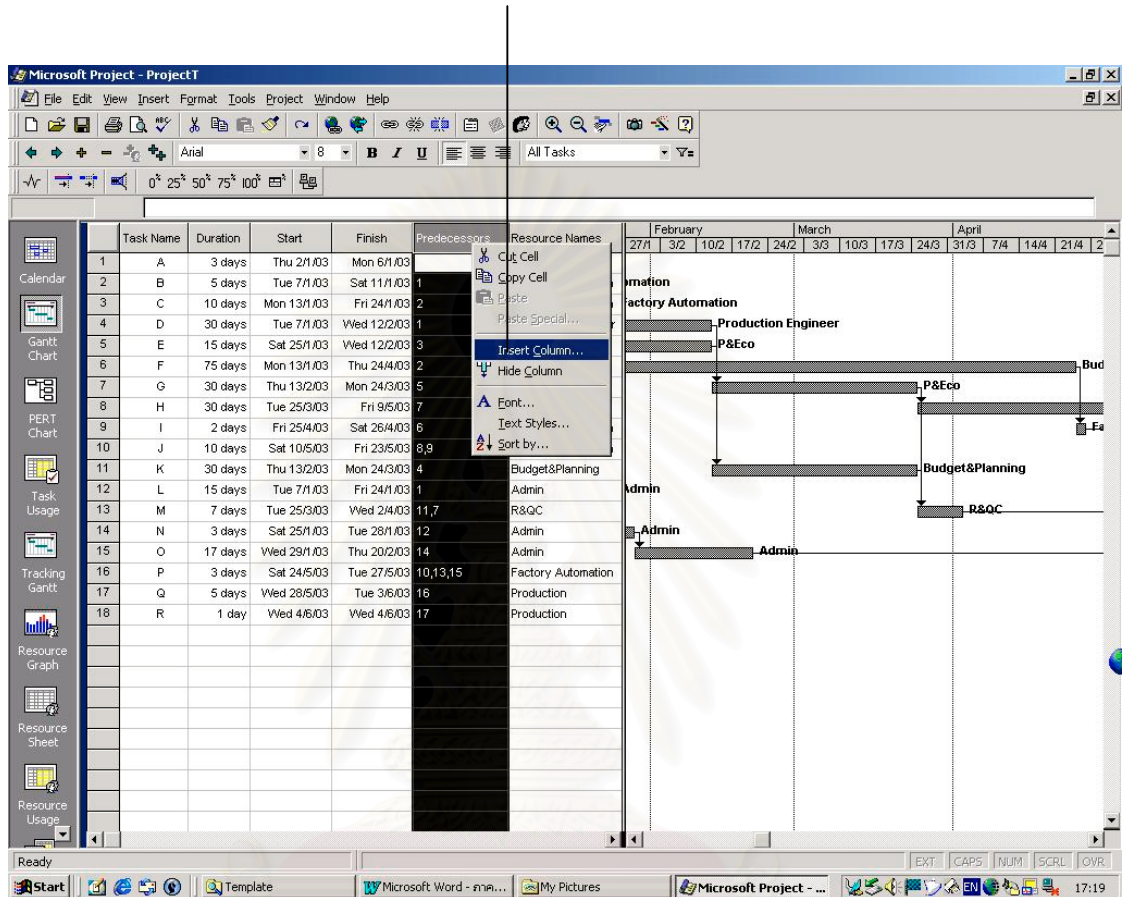 Microsoft Project - ProjectT
File Edit View Insert Format Tools Project Window Help
Arial 8 B I U All Tasks
0% 25% 50% 75% 100%
Task Name Duration Start Finish Predecessors Resource Names
February March April
27/1 3/2 10/2 17/2 24/2 3/3 10/3 17/3 24/3 31/3 7/4 14/4 21/4 2
1 A 3 days Thu 2/1/03 Mon 6/1/03
2 B 5 days Tue 7/1/03 Sat 11/1/03 1
3 C 10 days Mon 13/1/03 Fri 24/1/03 2
4 D 30 days Tue 7/1/03 Wed 12/2/03 1
5 E 15 days Sat 25/1/03 Wed 12/2/03 3
6 F 75 days Mon 13/1/03 Thu 24/4/03 2
7 G 30 days Thu 13/2/03 Mon 24/3/03 5
8 H 30 days Tue 25/3/03 Fri 9/5/03 7
9 I 2 days Fri 25/4/03 Sat 26/4/03 6
10 J 10 days Sat 10/5/03 Fri 23/5/03 8,9
11 K 30 days Thu 13/2/03 Mon 24/3/03 4 Budget&Planning
12 L 15 days Tue 7/1/03 Fri 24/1/03 1 Admin
13 M 7 days Tue 25/3/03 Wed 2/4/03 11,7 R&QC
14 N 3 days Sat 25/1/03 Tue 28/1/03 12 Admin
15 O 17 days Wed 29/1/03 Thu 20/2/03 14 Admin
16 P 3 days Sat 24/5/03 Tue 27/5/03 10,13,15 Factory Automation
17 Q 5 days Wed 28/5/03 Tue 3/6/03 16 Production
18 R 1 day Wed 4/6/03 Wed 4/6/03 17 Production
Cut Cell
Copy Cell
Paste
Paste Special...
Insert Column...
Hide Column
Font...
Text Styles...
Sort by...
omation
Factory Automation
Production Engineer
P&Eco
Bud
P&Eco
Fa
Budget&Planning
Admin
R&QC
Admin
Admin
Calendar
Gantt
Chart
PERT
Chart
Task
Usage
Tracking
Gantt
Resource
Graph
Resource
Sheet
Resource
Usage
Ready EXT CAPS NUM SCRL OVR
Start Template Microsoft Word - ภาค... My Pictures Microsoft Project - ... EN 17:19